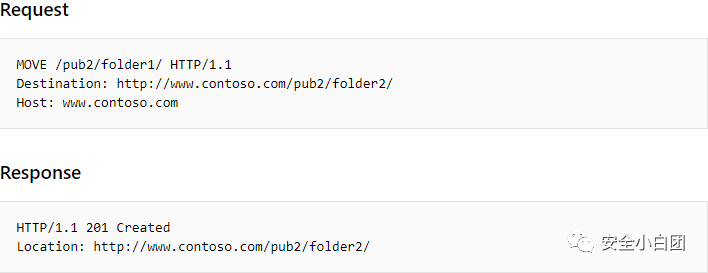 Request
MOVE /pub2/folder1/ HTTP/1.1
Destination: http://www.contoso.com/pub2/folder2/
Host: www.contoso.com
Response
HTTP/1.1 201 Created
Location: http://www.contoso.com/pub2/folder2/
安全小白团